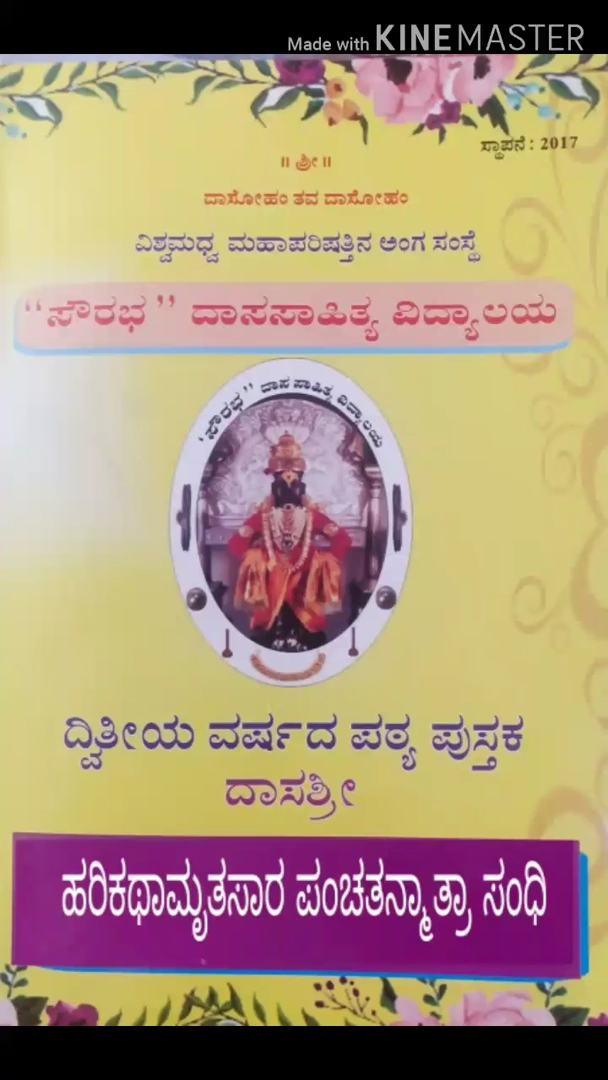 Made with KINEMASTER
ಸ್ಥಾಪನೆ : 2017
॥ ಶ್ರೀ ॥
ದಾಸೋಹಂ ತವ ದಾಸೋಹಂ
ವಿಶ್ವಮಧ್ವ ಮಹಾಪರಿಷತ್ತಿನ ಅಂಗ ಸಂಸ್ಥೆ
“ಸೌರಭ” ದಾಸಸಾಹಿತ್ಯ ವಿದ್ಯಾಲಯ
“ಸೌರಭ” ದಾಸ ಸಾಹಿತ್ಯ ವಿದ್ಯಾಲಯ
ದ್ವಿತೀಯ ವರ್ಷದ ಪಠ್ಯ ಪುಸ್ತಕ
ದಾಸಶ್ರೀ
ಹರಿಕಥಾಮೃತಸಾರ ಪಂಚತನ್ಮಾತ್ರಾ ಸಂಧಿ